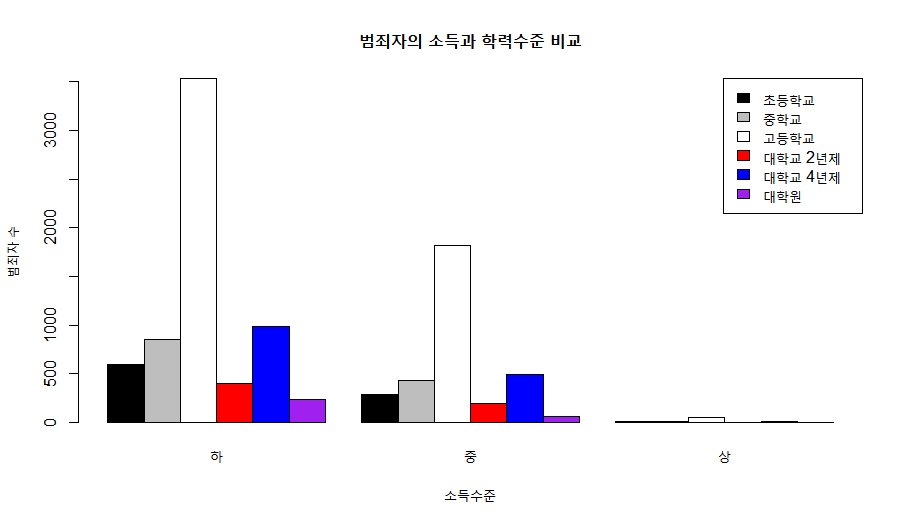 범죄자의 소득과 학력수준 비교
초등학교
중학교
고등학교
대학교 2년제
대학교 4년제
대학원
범죄자 수
3000
2000
1000
500
0
하
중
상
소득수준